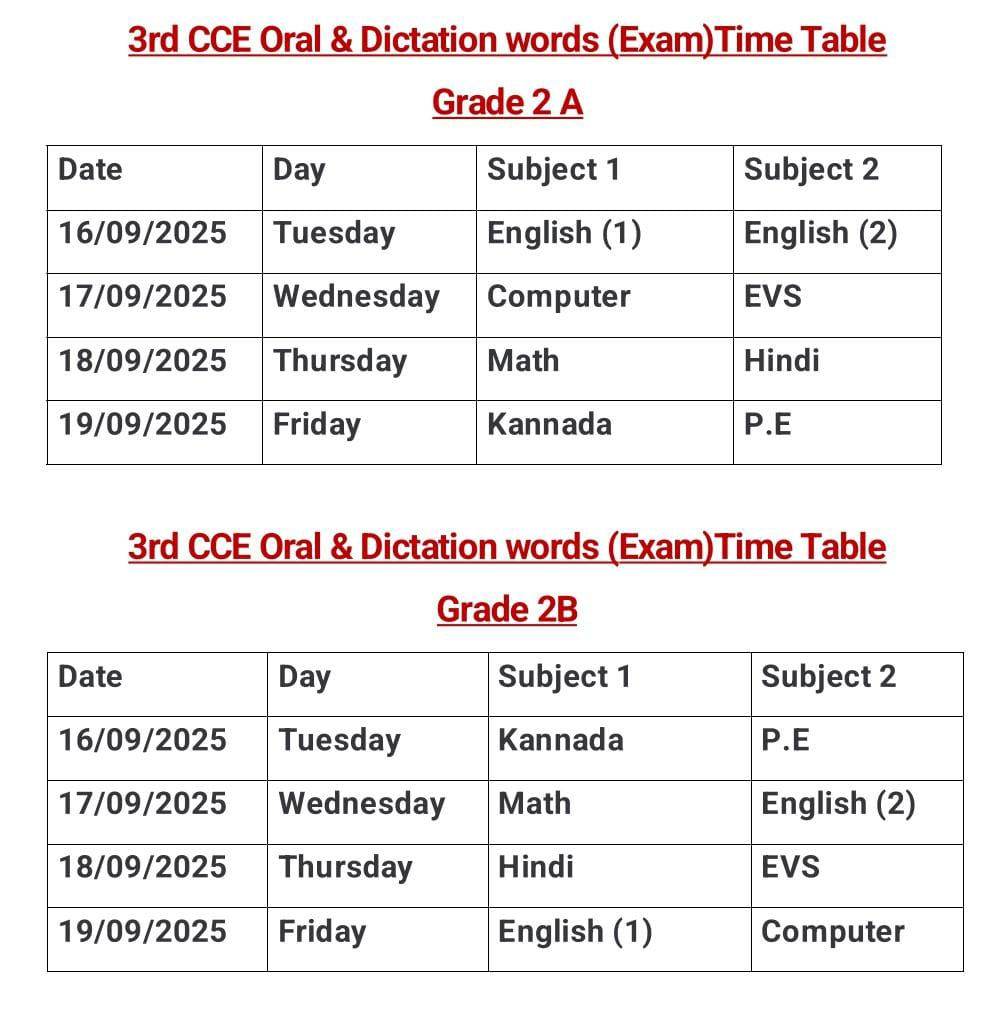 3rd CCE Oral & Dictation words (Exam)Time Table
Grade 2 A
Date Day Subject 1 Subject 2
16/09/2025 Tuesday English (1) English (2)
17/09/2025 Wednesday Computer EVS
18/09/2025 Thursday Math Hindi
19/09/2025 Friday Kannada P.E
3rd CCE Oral & Dictation words (Exam)Time Table
Grade 2B
Date Day Subject 1 Subject 2
16/09/2025 Tuesday Kannada P.E
17/09/2025 Wednesday Math English (2)
18/09/2025 Thursday Hindi EVS
19/09/2025 Friday English (1) Computer